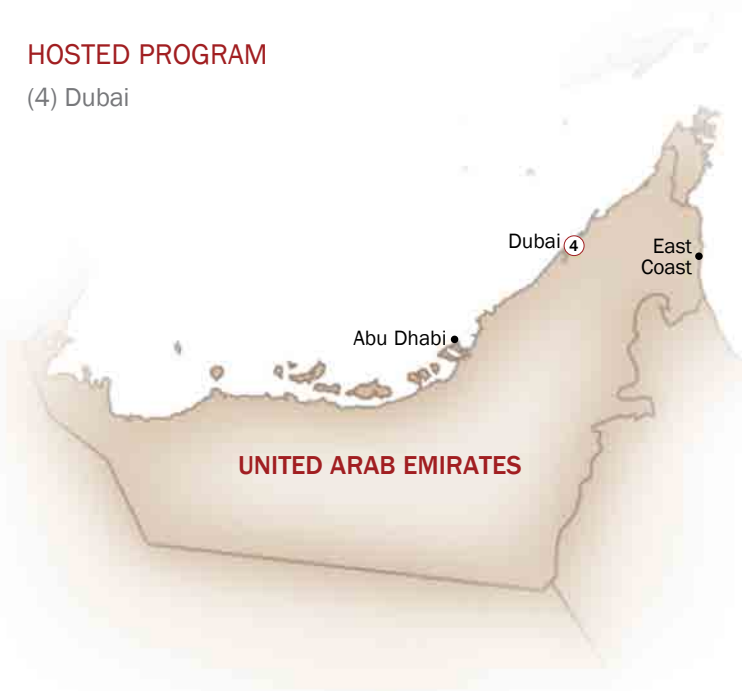 HOSTED PROGRAM
(4) Dubai
Dubai 4
East
Coast
Abu Dhabi
UNITED ARAB EMIRATES